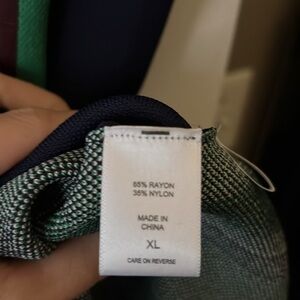 65% RAYON
35% NYLON
MADE IN
CHINA
XL
CARE ON REVERSE